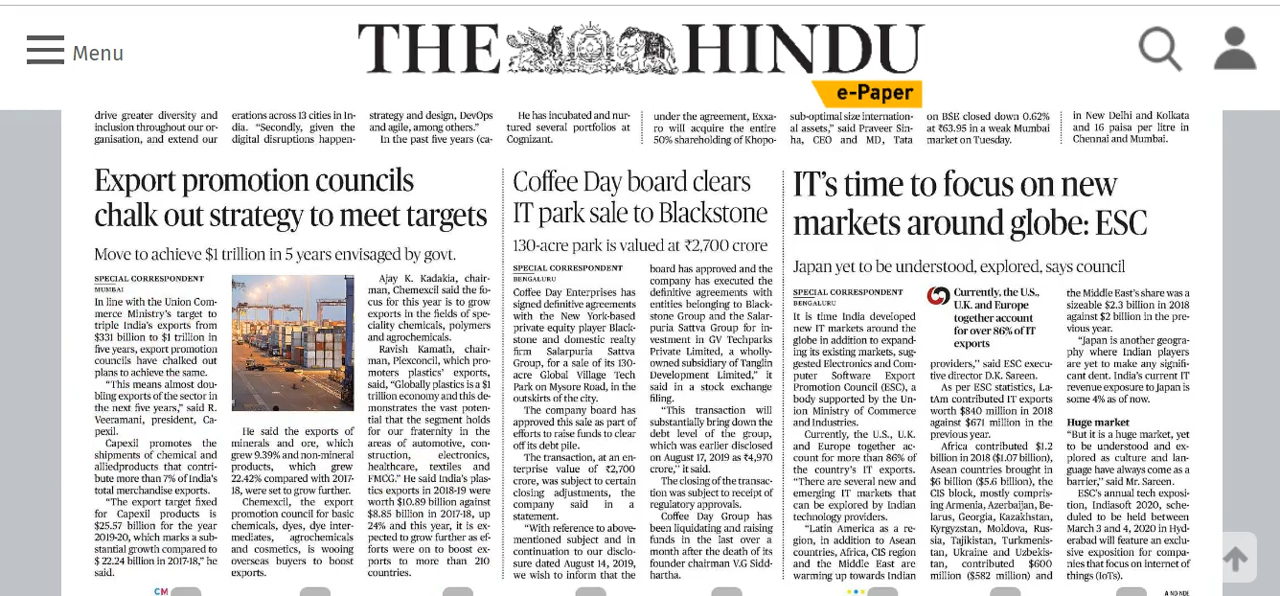 Menu
THE HINDU
e-Paper
drive greater diversity and
inclusion throughout our or-
ganisation, and extend our
erations across 13 cities in In-
dia. “Secondly, given the
digital disruptions happen-
strategy and design, DevOps
and agile, among others.”
In the past five years (ca-
He has incubated and nur-
tured several portfolios at
Cognizant.
under the agreement, Exxa-
ro will acquire the entire
50% shareholding of Khopo-
sub-optimal size internation-
al assets,” said Praveer Sin-
ha, CEO and MD, Tata
on BSE closed down 0.62%
at ₹63.95 in a weak Mumbai
market on Tuesday.
in New Delhi and Kolkata
and 16 paisa per litre in
Chennai and Mumbai.
Export promotion councils
chalk out strategy to meet targets
Move to achieve $1 trillion in 5 years envisaged by govt.
SPECIAL CORRESPONDENT
MUMBAI
In line with the Union Com-
merce Ministry’s target to
triple India’s exports from
$331 billion to $1 trillion in
five years, export promotion
councils have chalked out
plans to achieve the same.
“This means almost dou-
bling exports of the sector in
the next five years,” said R.
Veeramani, president, Ca-
pexil.
Capexil promotes the
shipments of chemical and
alliedproducts that contri-
bute more than 7% of India’s
total merchandise exports.
“The export target fixed
for Capexil products is
$25.57 billion for the year
2019-20, which marks a sub-
stantial growth compared to
$ 22.24 billion in 2017-18,” he
said.
He said the exports of
minerals and ore, which
grew 9.39% and non-mineral
products, which grew
22.42% compared with 2017-
18, were set to grow further.
Chemexcil, the export
promotion council for basic
chemicals, dyes, dye inter-
mediates, agrochemicals
and cosmetics, is wooing
overseas buyers to boost
exports.
Ajay K. Kadakia, chair-
man, Chemexcil said the fo-
cus for this year is to grow
exports in the fields of spe-
ciality chemicals, polymers
and agrochemicals.
Ravish Kamath, chair-
man, Plexconcil, which pro-
moters plastics’ exports,
said, “Globally plastics is a $1
trillion economy and this de-
monstrates the vast poten-
tial that the segment holds
for our fraternity in the
areas of automotive, con-
struction, electronics,
healthcare, textiles and
FMCG.” He said India’s plas-
tics exports in 2018-19 were
worth $10.89 billion against
$8.85 billion in 2017-18, up
24% and this year, it is ex-
pected to grow further as ef-
forts were on to boost ex-
ports to more than 210
countries.
Coffee Day board clears
IT park sale to Blackstone
130-acre park is valued at ₹2,700 crore
SPECIAL CORRESPONDENT
BENGALURU
Coffee Day Enterprises has
signed definitive agreements
with the New York-based
private equity player Black-
stone and domestic realty
firm Salarpuria Sattva
Group, for a sale of its 130-
acre Global Village Tech
Park on Mysore Road, in the
outskirts of the city.
The company board has
approved this sale as part of
efforts to raise funds to clear
off its debt pile.
The transaction, at an en-
terprise value of ₹2,700
crore, was subject to certain
closing adjustments, the
company said in a
statement.
“With reference to above-
mentioned subject and in
continuation to our disclo-
sure dated August 14, 2019,
we wish to inform that the
board has approved and the
company has executed the
definitive agreements with
entities belonging to Black-
stone Group and the Salar-
puria Sattva Group for in-
vestment in GV Techparks
Private Limited, a wholly-
owned subsidiary of Tanglin
Development Limited,” it
said in a stock exchange
filing.
“This transaction will
substantially bring down the
debt level of the group,
which was earlier disclosed
on August 17, 2019 as ₹4,970
crore,” it said.
The closing of the transac-
tion was subject to receipt of
regulatory approvals.
Coffee Day Group has
been liquidating and raising
funds in the last over a
month after the death of its
founder chairman V.G Sidd-
hartha.
IT’s time to focus on new
markets around globe: ESC
Japan yet to be understood, explored, says council
SPECIAL CORRESPONDENT
BENGALURU
It is time India developed
new IT markets around the
globe in addition to expand-
ing its existing markets, sug-
gested Electronics and Com-
puter Software Export
Promotion Council (ESC), a
body supported by the Un-
ion Ministry of Commerce
and Industries.
Currently, the U.S., U.K.
and Europe together ac-
count for more than 86% of
the country’s IT exports.
“There are several new and
emerging IT markets that
can be explored by Indian
technology providers.
“Latin America as a re-
gion, in addition to Asean
countries, Africa, CIS region
and the Middle East are
warming up towards Indian
Currently, the U.S.,
U.K. and Europe
together account
for over 86% of IT
exports
providers,” said ESC execu-
tive director D.K. Sareen.
As per ESC statistics, La-
tAm contributed IT exports
worth $840 million in 2018
against $671 million in the
previous year.
Africa contributed $1.2
billion in 2018 ($1.07 billion),
Asean countries brought in
$6 billion ($5.6 billion), the
CIS block, mostly compris-
ing Armenia, Azerbaijan, Be-
larus, Georgia, Kazakhstan,
Kyrgyzstan, Moldova, Rus-
sia, Tajikistan, Turkmenis-
tan, Ukraine and Uzbekis-
tan, contributed $600
million ($582 million) and
the Middle East’s share was a
sizeable $2.3 billion in 2018
against $2 billion in the pre-
vious year.
“Japan is another geogra-
phy where Indian players
are yet to make any signifi-
cant dent. India’s current IT
revenue exposure to Japan is
some 4% as of now.
Huge market
“But it is a huge market, yet
to be understood and ex-
plored as culture and lan-
guage have always come as a
barrier,” said Mr. Sareen.
ESC’s annual tech exposi-
tion, Indiasoft 2020, sche-
duled to be held between
March 3 and 4, 2020 in Hyd-
erabad will feature an exclu-
sive exposition for compa-
nies that focus on internet of
things (IoTs).
CM